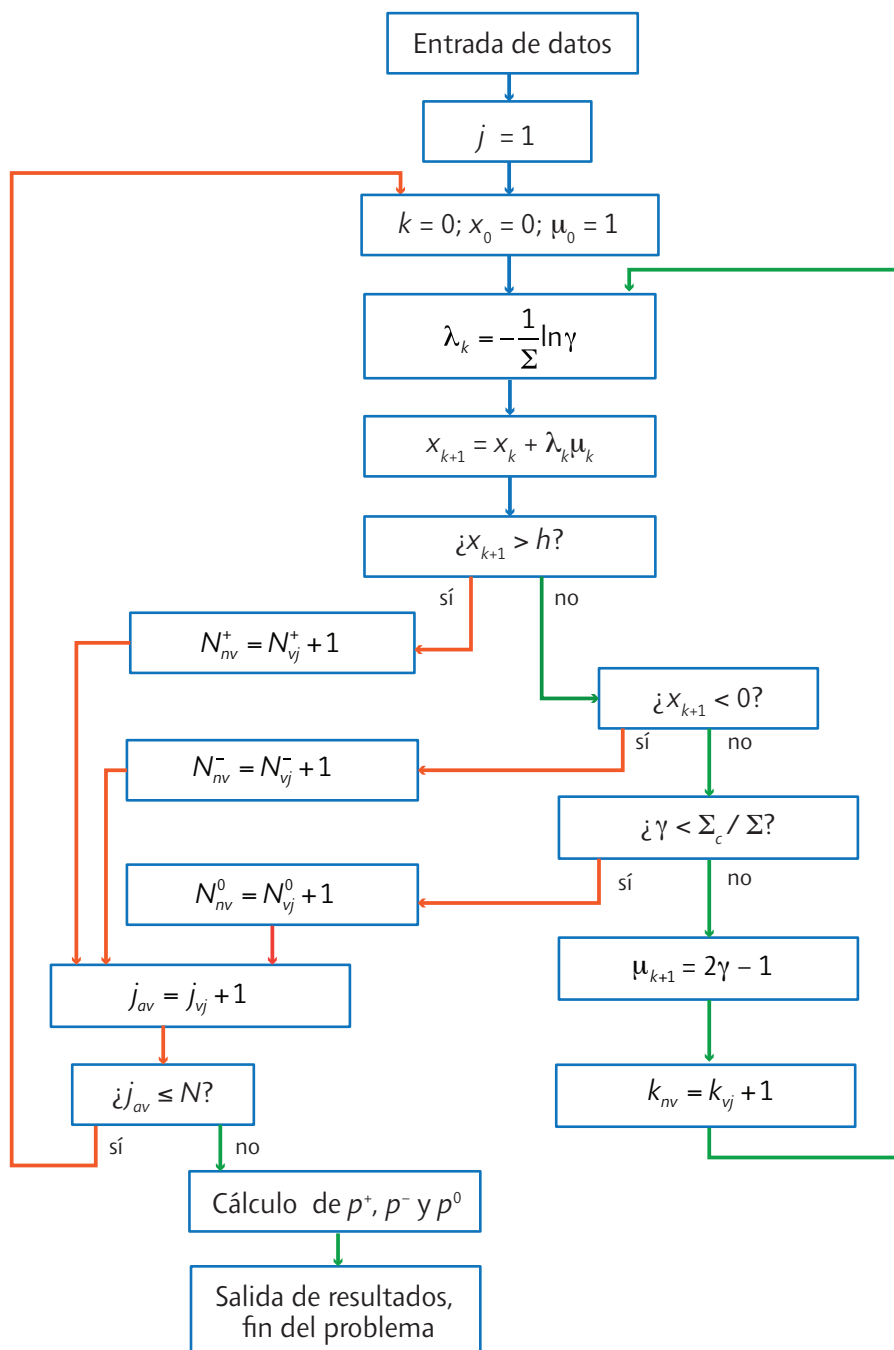 Entrada de datos
j = 1
k = 0; x₀ = 0; μ₀ = 1
λₖ = −(1/Σ) ln γ
xₖ₊₁ = xₖ + λₖμₖ
¿xₖ₊₁ > h?
sí
no
N⁺ₙᵥ = N⁺ᵥⱼ + 1
¿xₖ₊₁ < 0?
sí
no
N⁻ₙᵥ = N⁻ᵥⱼ + 1
¿γ < Σ_c / Σ?
sí
no
N⁰ₙᵥ = N⁰ᵥⱼ + 1
μₖ₊₁ = 2γ − 1
jₐᵥ = jᵥⱼ + 1
kₙᵥ = kᵥⱼ + 1
¿jₐᵥ ≤ N?
sí
no
Cálculo de p⁺, p⁻ y p⁰
Salida de resultados,
fin del problema